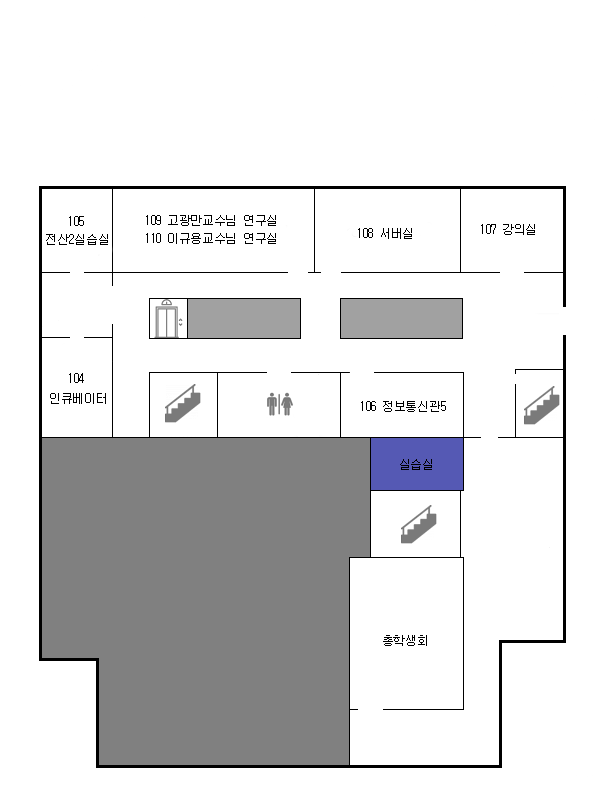 105
전산2실습실
109 고광만교수님 연구실
110 이규용교수님 연구실
108 서버실
107 강의실
104
인큐베이터
106 정보통신관5
실습실
총학생회